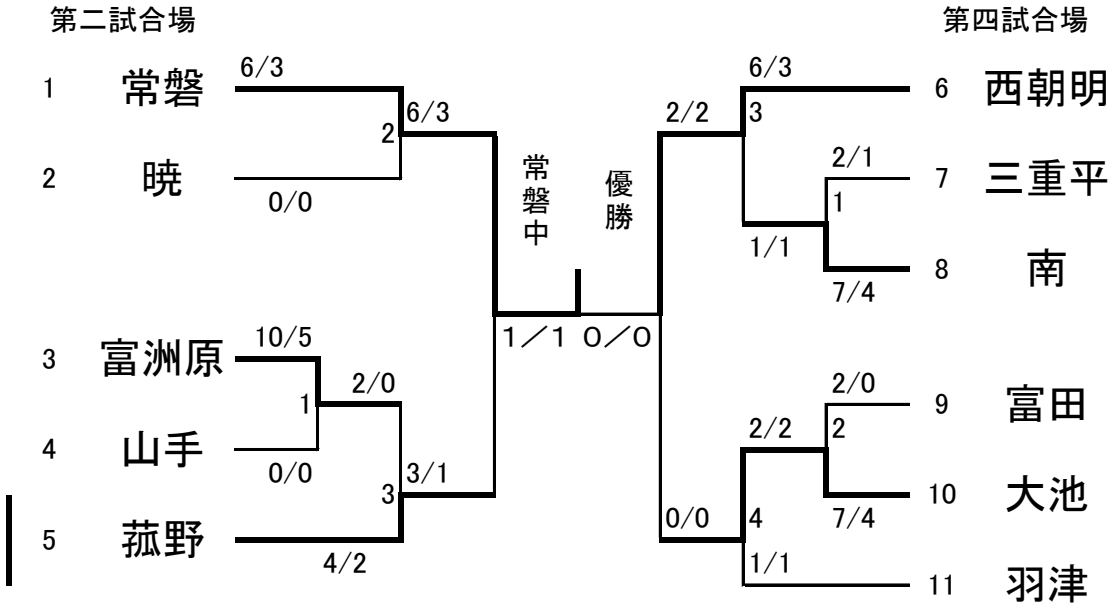 第二試合場
第四試合場
1 常磐 6/3
2 暁 0/0
2 6/3
3 富洲原 10/5
4 山手 0/0
1 2/0
5 菰野 4/2
3 3/1
常磐中
優勝
1／1 0／0
6/3 6 西朝明
2/2 3
2/1 7 三重平
1
1/1
7/4 8 南
2/0 9 富田
2/2 2
7/4 10 大池
0/0 4
1/1 11 羽津